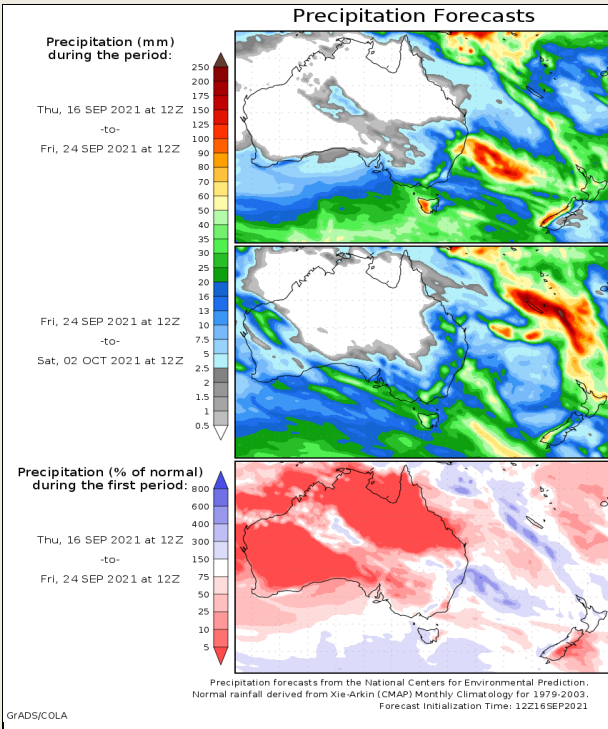 Precipitation Forecasts
Precipitation (mm)
during the period:
Thu, 16 SEP 2021 at 12Z
-to-
Fri, 24 SEP 2021 at 12Z
250
200
175
150
125
100
90
80
70
60
50
40
35
30
25
20
16
13
10
7.5
5
2.5
2
1.5
1
0.5
Fri, 24 SEP 2021 at 12Z
-to-
Sat, 02 OCT 2021 at 12Z
Precipitation (% of normal)
during the first period:
Thu, 16 SEP 2021 at 12Z
-to-
Fri, 24 SEP 2021 at 12Z
800
600
400
300
150
75
50
25
10
5
Precipitation forecasts from the National Centers for Environmental Prediction.
Normal rainfall derived from Xie-Arkin (CMAP) Monthly Climatology for 1979-2003.
Forecast Initialization Time: 12Z16SEP2021
GrADS/COLA